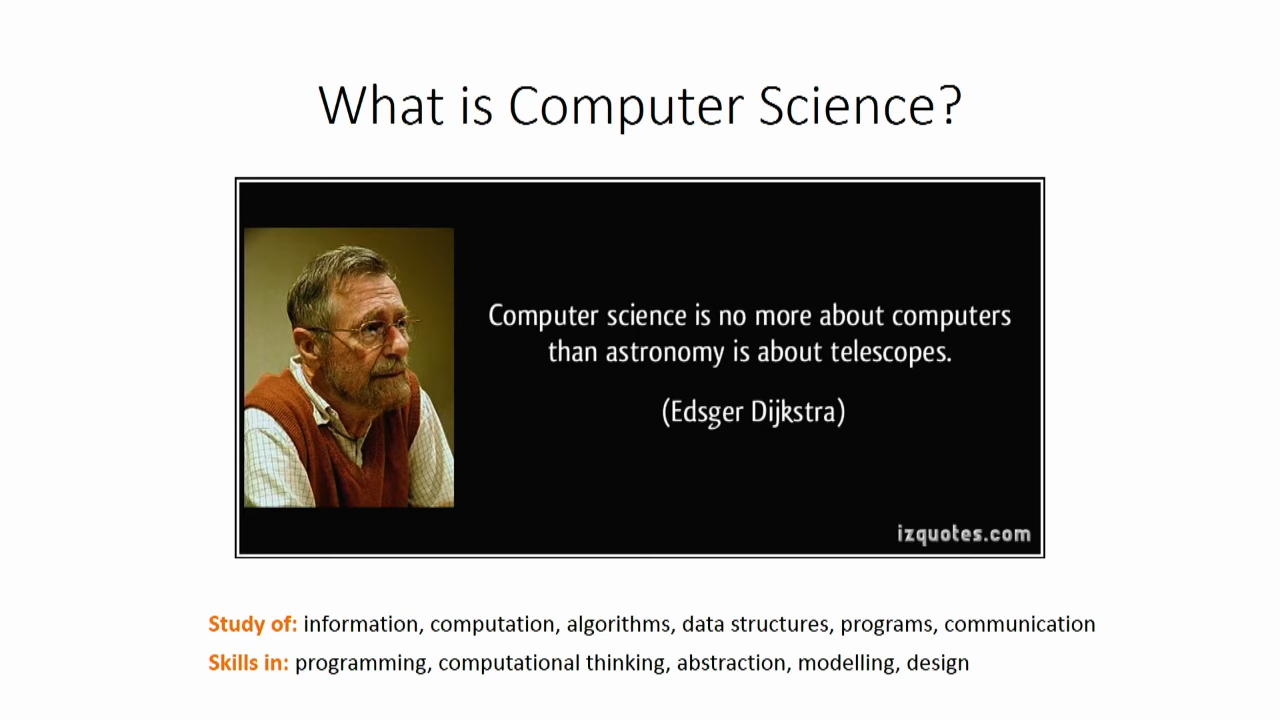 What is Computer Science?
Computer science is no more about computers
than astronomy is about telescopes.
(Edsger Dijkstra)
izquotes.com
Study of: information, computation, algorithms, data structures, programs, communication
Skills in: programming, computational thinking, abstraction, modelling, design